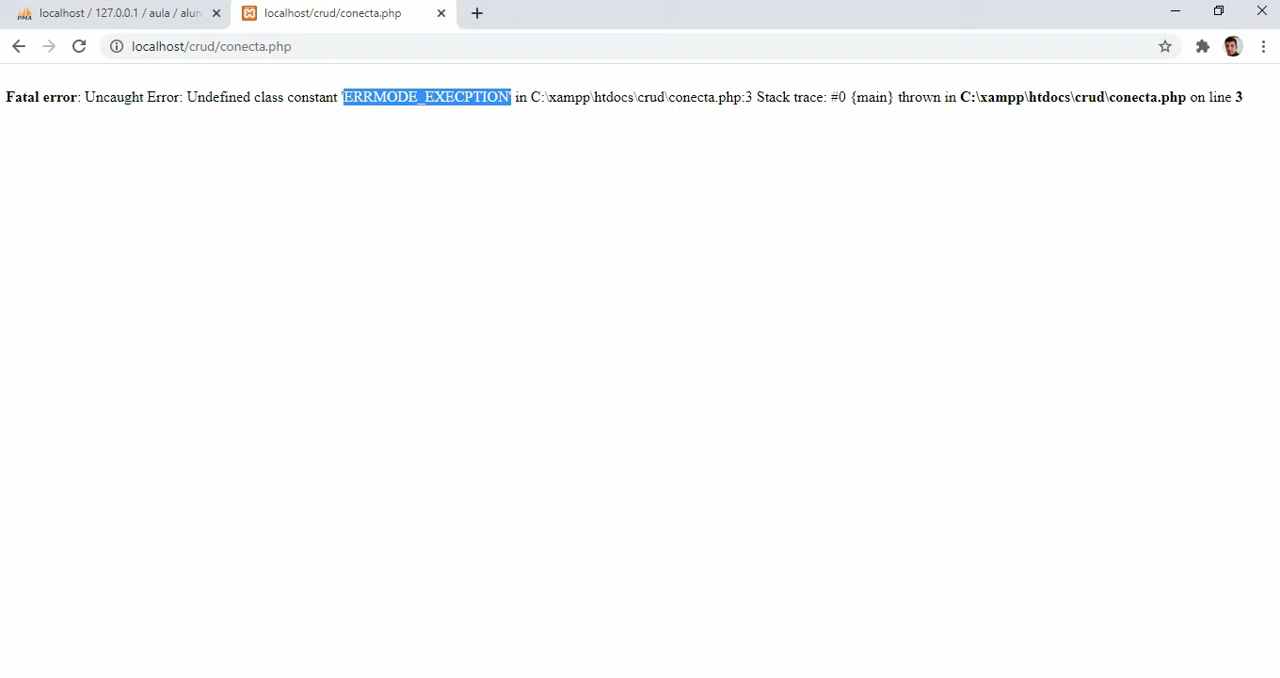 localhost / 127.0.0.1 / aula / alun
localhost/crud/conecta.php
localhost/crud/conecta.php
Fatal error: Uncaught Error: Undefined class constant 'ERRMODE_EXECPTION' in C:\xampp\htdocs\crud\conecta.php:3 Stack trace: #0 {main} thrown in C:\xampp\htdocs\crud\conecta.php on line 3